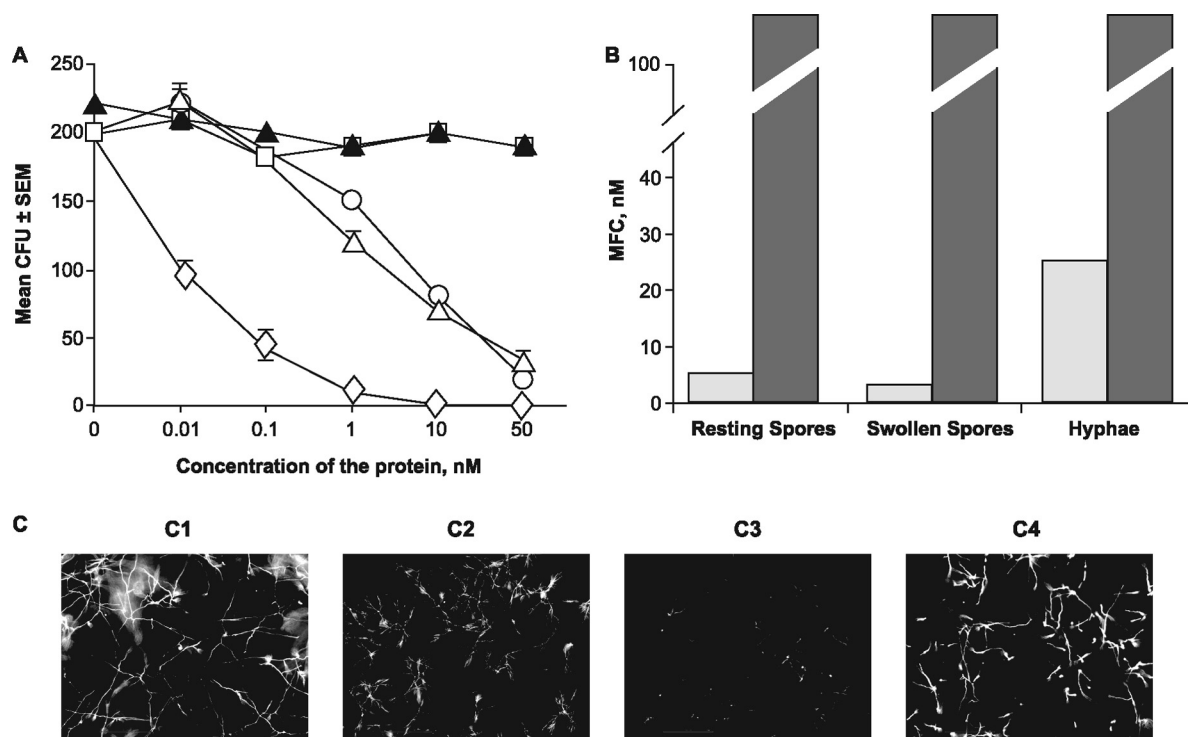 A
250
200
150
100
50
0
Mean CFU ± SEM
0 0.01 0.1 1 10 50
Concentration of the protein, nM
B
100
40
30
20
10
0
MFC, nM
Resting Spores Swollen Spores Hyphae
C
C1 C2 C3 C4